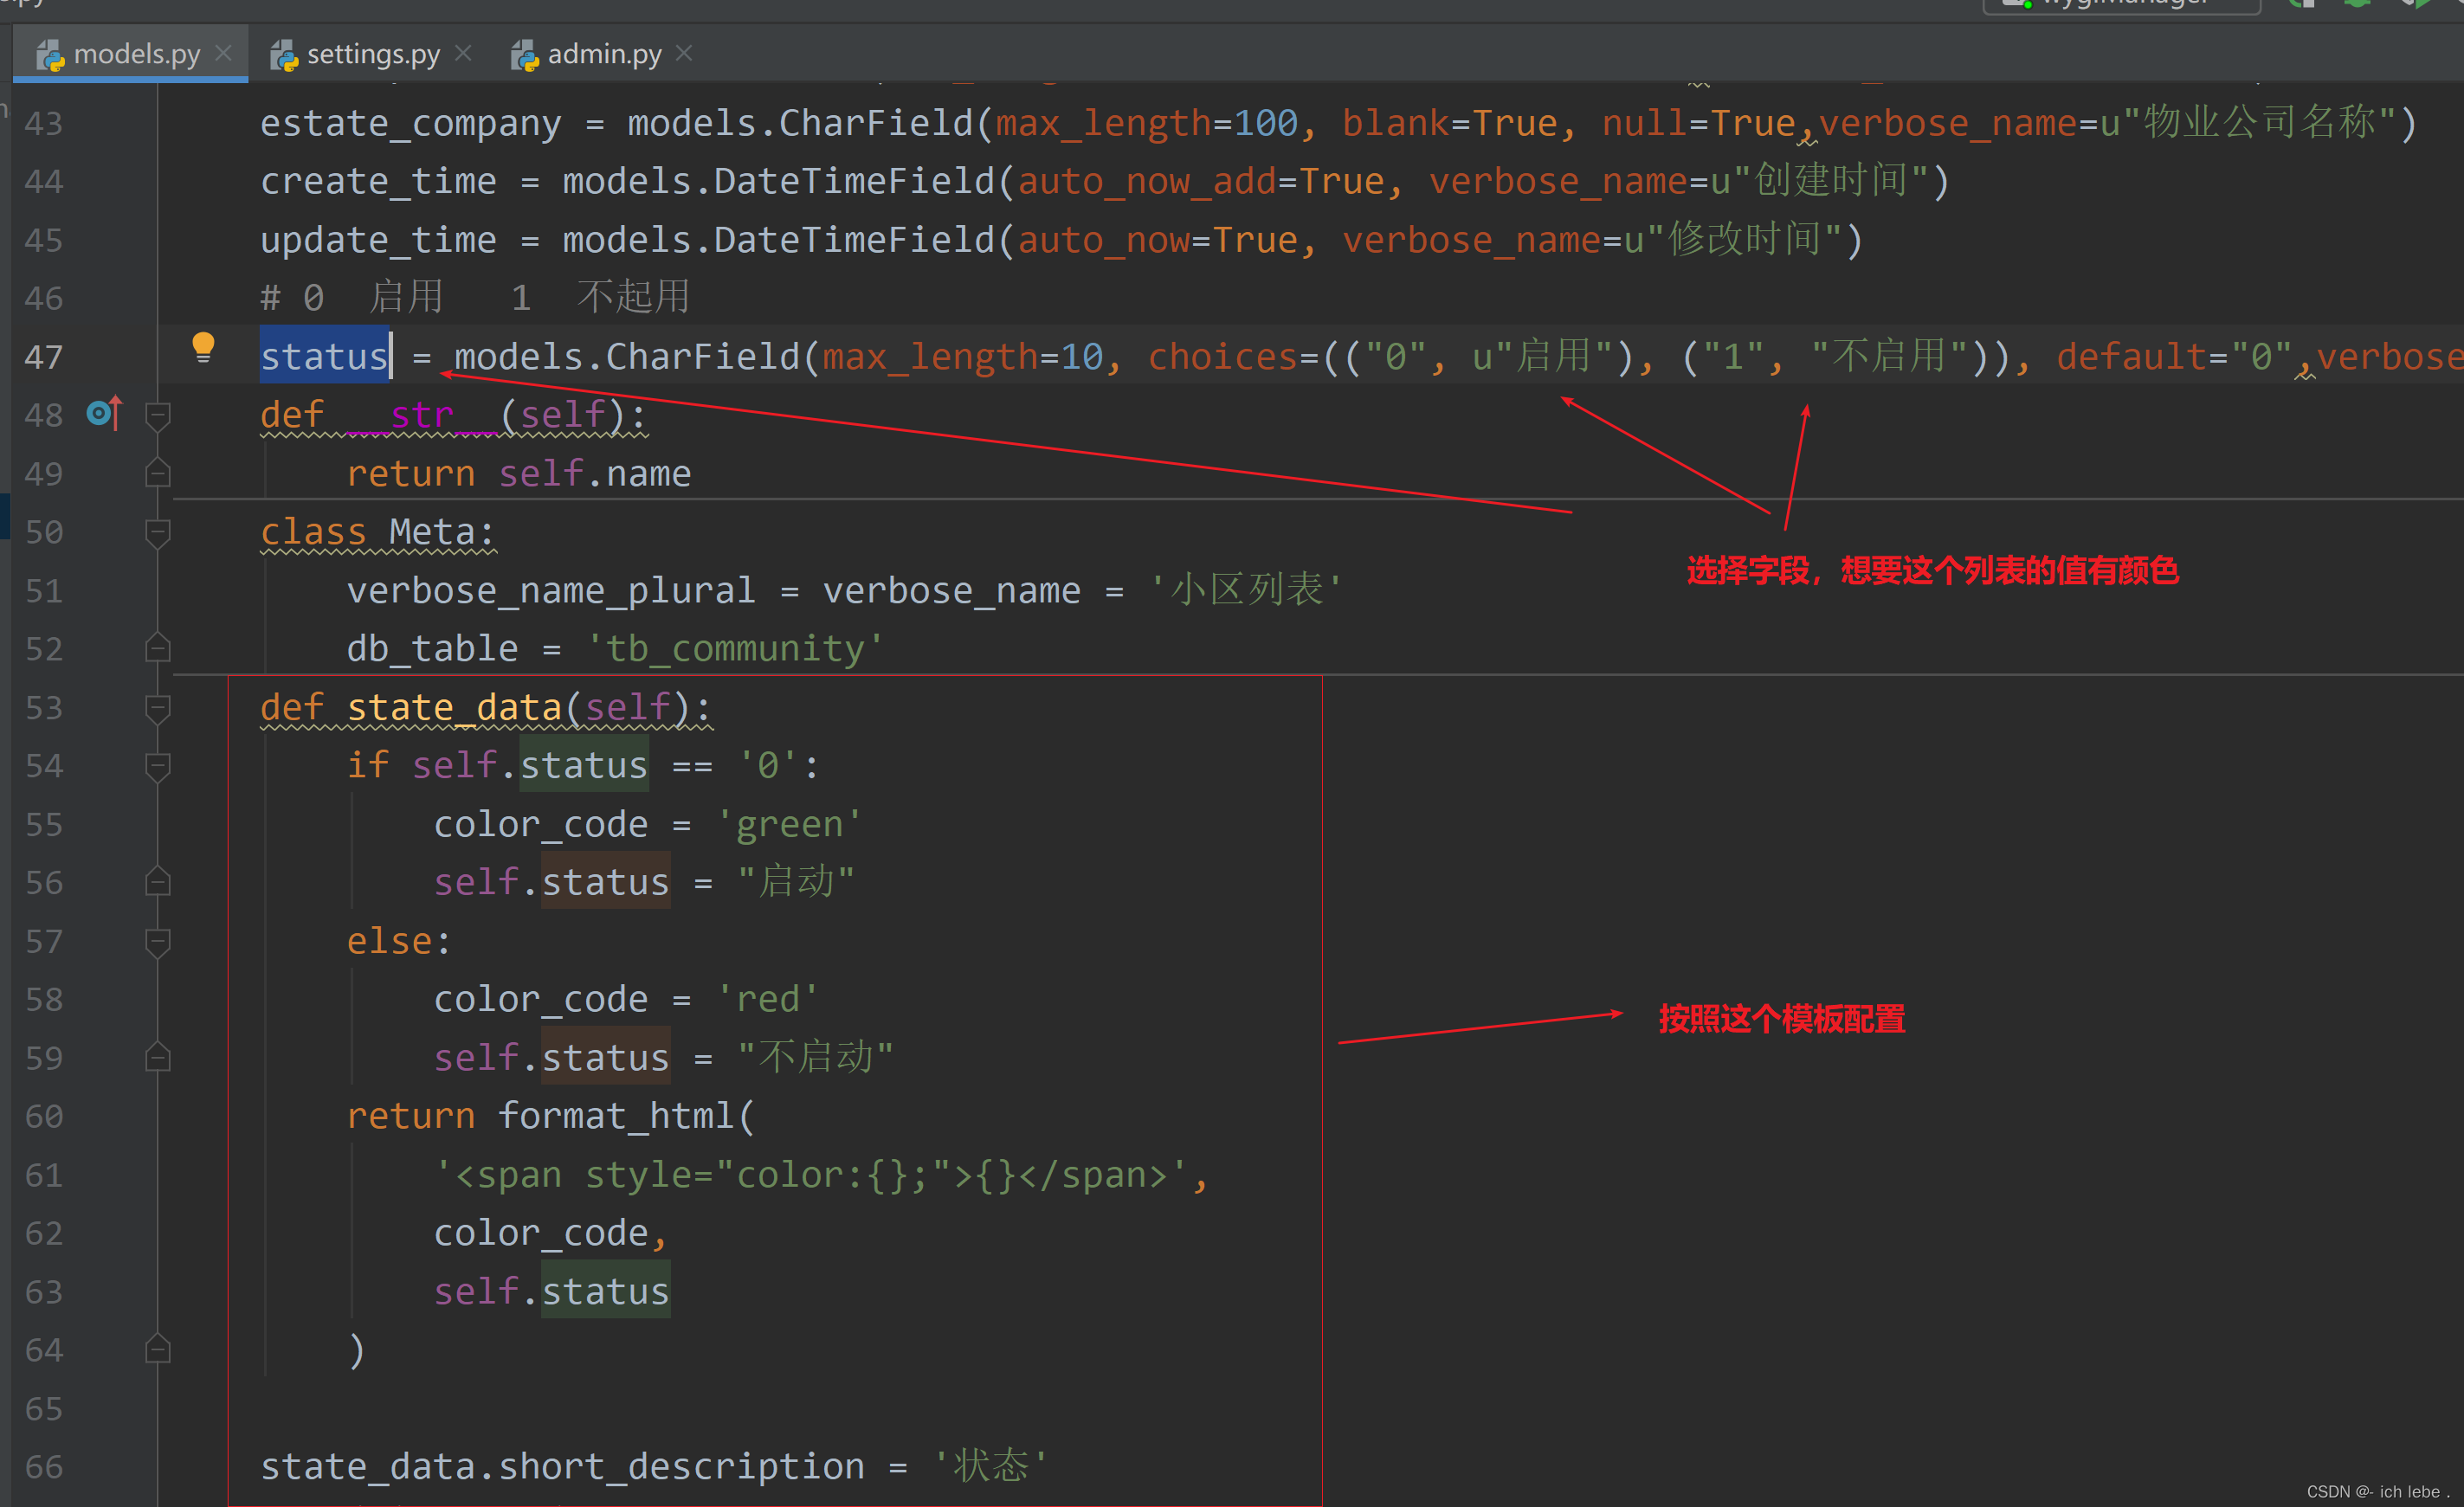 models.py settings.py admin.py
43 estate_company = models.CharField(max_length=100, blank=True, null=True,verbose_name=u"物业公司名称")
44 create_time = models.DateTimeField(auto_now_add=True, verbose_name=u"创建时间")
45 update_time = models.DateTimeField(auto_now=True, verbose_name=u"修改时间")
46 # 0 启用 1 不起用
47 status = models.CharField(max_length=10, choices=(("0", u"启用"), ("1", "不启用")), default="0",verbose
48 def __str__(self):
49 return self.name
50 class Meta:
选择字段，想要这个列表的值有颜色
51 verbose_name_plural = verbose_name = '小区列表'
52 db_table = 'tb_community'
53 def state_data(self):
54 if self.status == '0':
55 color_code = 'green'
56 self.status = "启动"
57 else:
58 color_code = 'red'
按照这个模板配置
59 self.status = "不启动"
60 return format_html(
61 '<span style="color:{};">{}</span>',
62 color_code,
63 self.status
64 )
65
66 state_data.short_description = '状态'
CSDN @- ich lebe .